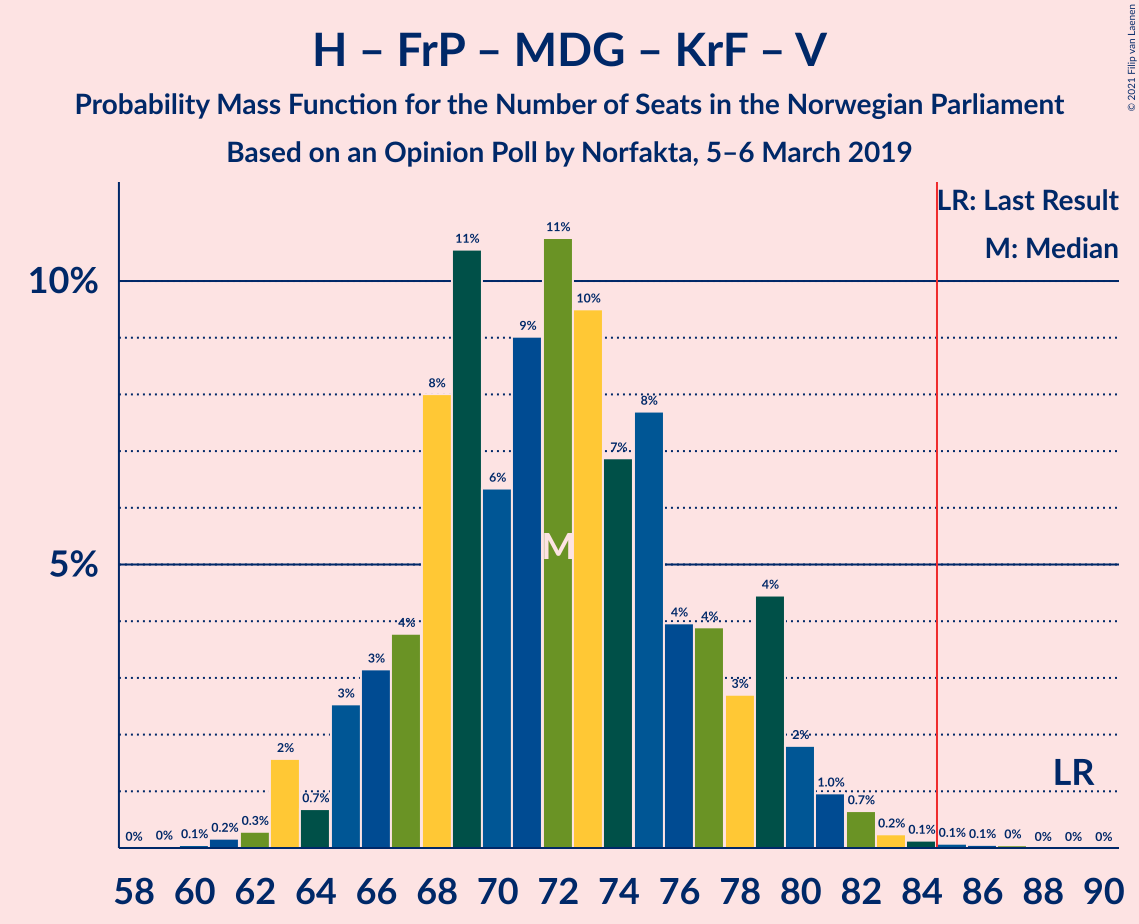 H – FrP – MDG – KrF – V
Probability Mass Function for the Number of Seats in the Norwegian Parliament
Based on an Opinion Poll by Norfakta, 5–6 March 2019
© 2021 Filip van Laenen
LR: Last Result
M: Median
10%
5%
0% 0% 0.1% 0.2% 0.3% 2% 0.7% 3% 3% 4% 8% 11% 6% 9% 11% 10% 7% 8% 4% 4% 3% 4% 2% 1.0% 0.7% 0.2% 0.1% 0.1% 0.1% 0% 0% 0% 0%
M
LR
58 60 62 64 66 68 70 72 74 76 78 80 82 84 86 88 90